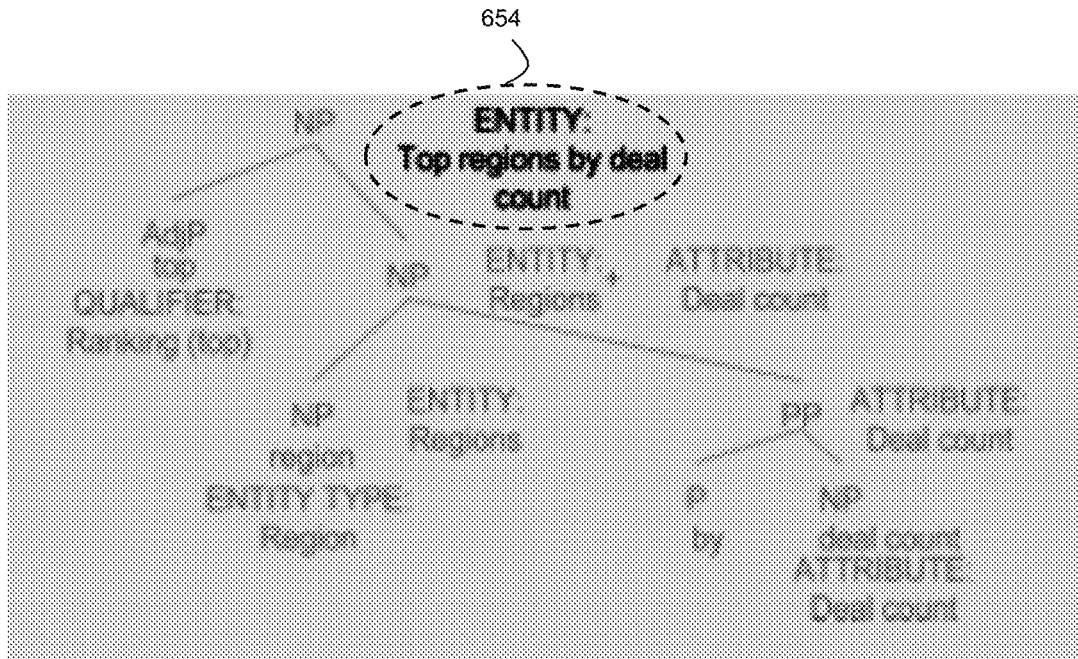 654
NP
ENTITY:
Top regions by deal
count
AdjP
top
QUALIFIER:
Ranking (top)
NP
ENTITY:
Regions
+
ATTRIBUTE:
Deal count
NP
region
ENTITY TYPE:
Region
ENTITY:
Regions
PP
ATTRIBUTE:
Deal count
P
by
NP
deal count
ATTRIBUTE:
Deal count